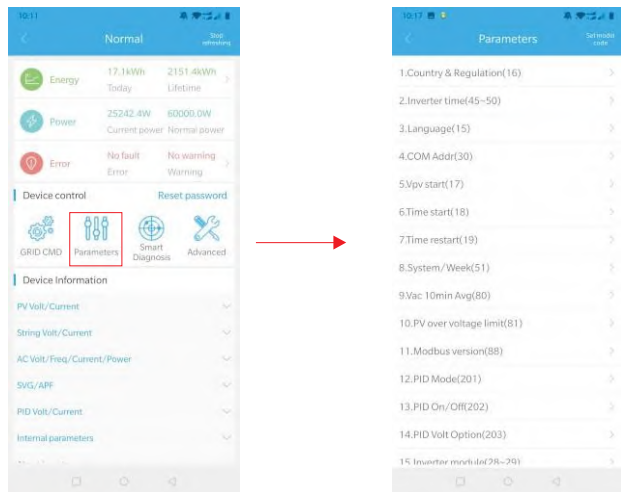 10:11
Normal
Stop refreshing
Energy
17.1kWh 2151.4kWh
Today Lifetime
Power
25242.4W 60000.0W
Current power Normal power
Error
No fault No warning
Error Warning
Device control Reset password
GRID CMD Parameters Smart Diagnosis Advanced
Device Information
PV Volt/Current
String Volt/Current
AC Volt/Freq/Current/Power
SVG/APF
PID Volt/Current
Internal parameters
10:17
Parameters
Set model code
1.Country & Regulation(16)
2.Inverter time(45~50)
3.Language(15)
4.COM Addr(30)
5.Vpv start(17)
6.Time start(18)
7.Time restart(19)
8.System/Week(51)
9.Vac 10min Avg(80)
10.PV over voltage limit(81)
11.Modbus version(88)
12.PID Mode(201)
13.PID On/Off(202)
14.PID Volt Option(203)
15.Inverter module(28~29)